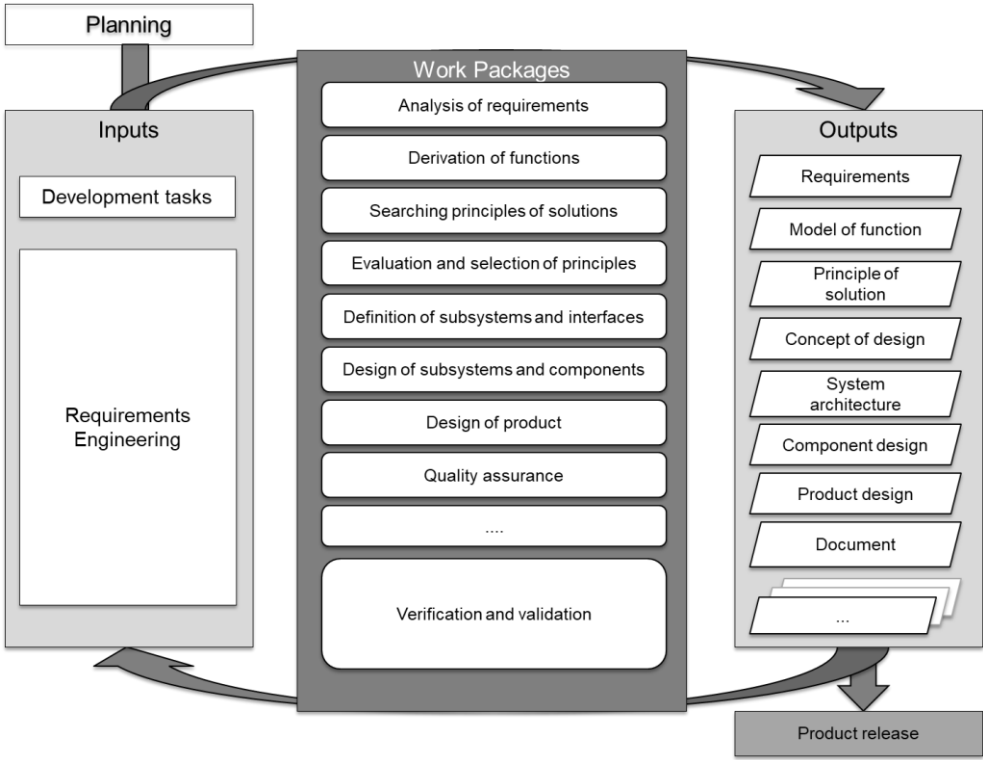 Planning
Inputs
Development tasks
Requirements
Engineering
Work Packages
Analysis of requirements
Derivation of functions
Searching principles of solutions
Evaluation and selection of principles
Definition of subsystems and interfaces
Design of subsystems and components
Design of product
Quality assurance
....
Verification and validation
Outputs
Requirements
Model of function
Principle of
solution
Concept of design
System
architecture
Component design
Product design
Document
...
Product release